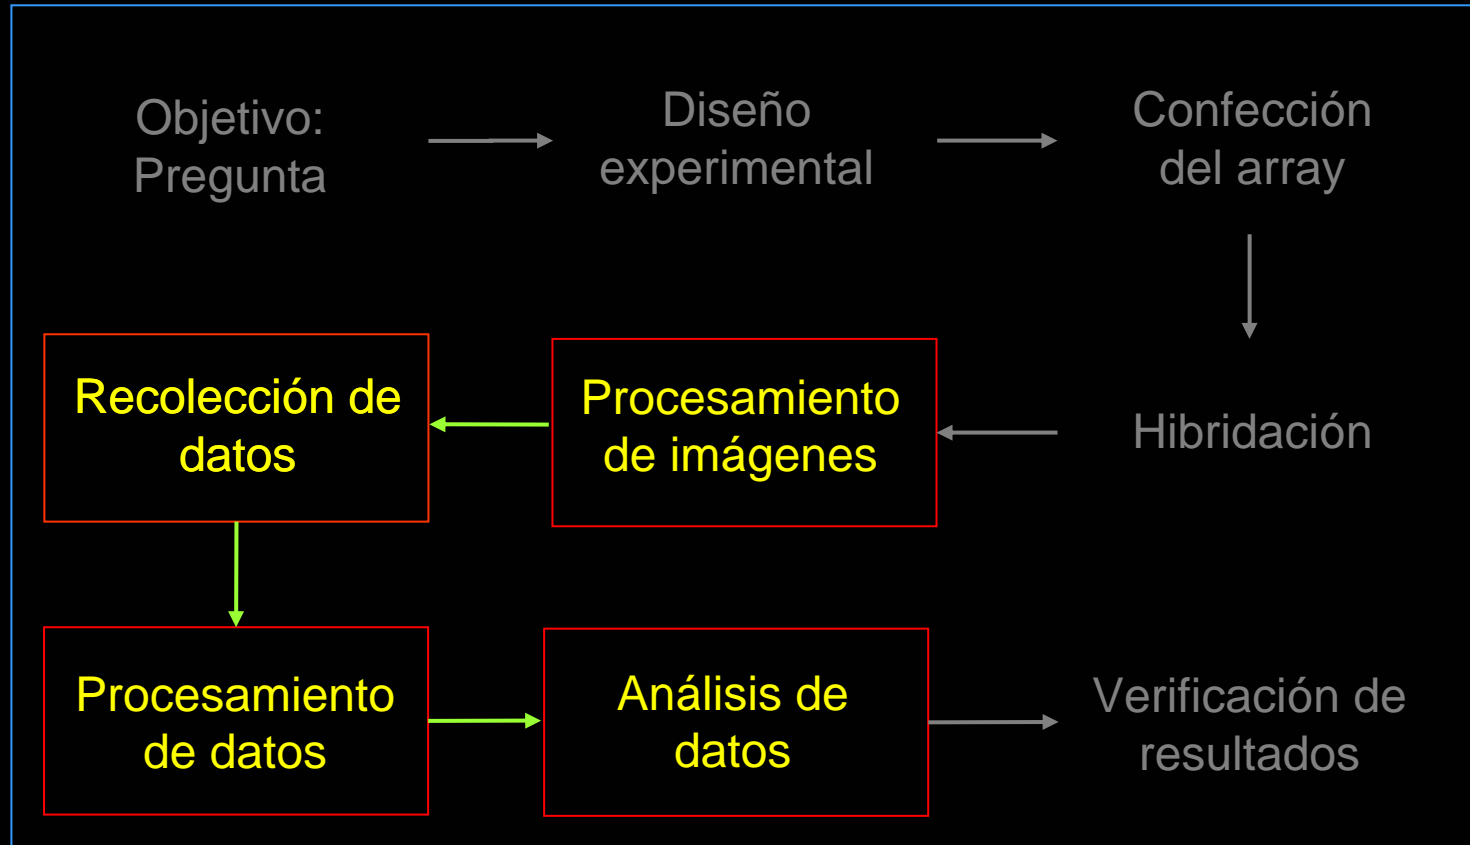 Objetivo:
Pregunta
Diseño
experimental
Confección
del array
Hibridación
Procesamiento
de imágenes
Recolección de
datos
Procesamiento
de datos
Análisis de
datos
Verificación de
resultados